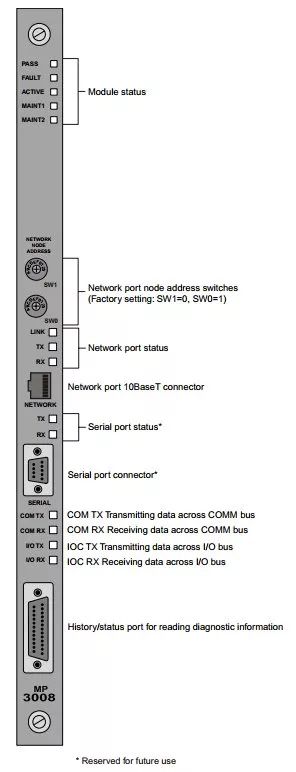 PASS
FAULT
ACTIVE
MAINT1
MAINT2
Module status
NETWORK
NODE
ADDRESS
SW1
Network port node address switches
(Factory setting: SW1=0, SW0=1)
SW0
LINK
TX
RX
Network port status
Network port 10BaseT connector
NETWORK
TX
RX
Serial port status*
Serial port connector*
SERIAL
COM TX COM TX Transmitting data across COMM bus
COM RX COM RX Receiving data across COMM bus
I/O TX IOC TX Transmitting data across I/O bus
I/O RX IOC RX Receiving data across I/O bus
History/status port for reading diagnostic information
MP
3008
* Reserved for future use